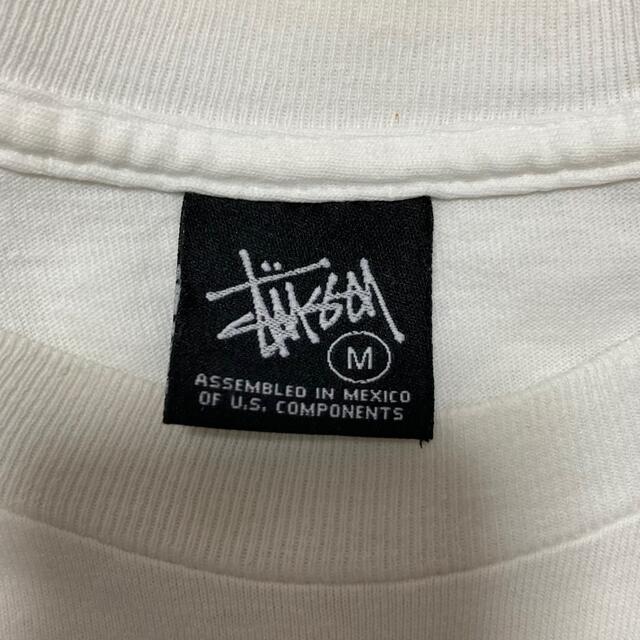 Stüssy
M
ASSEMBLED IN MEXICO
OF U.S. COMPONENTS